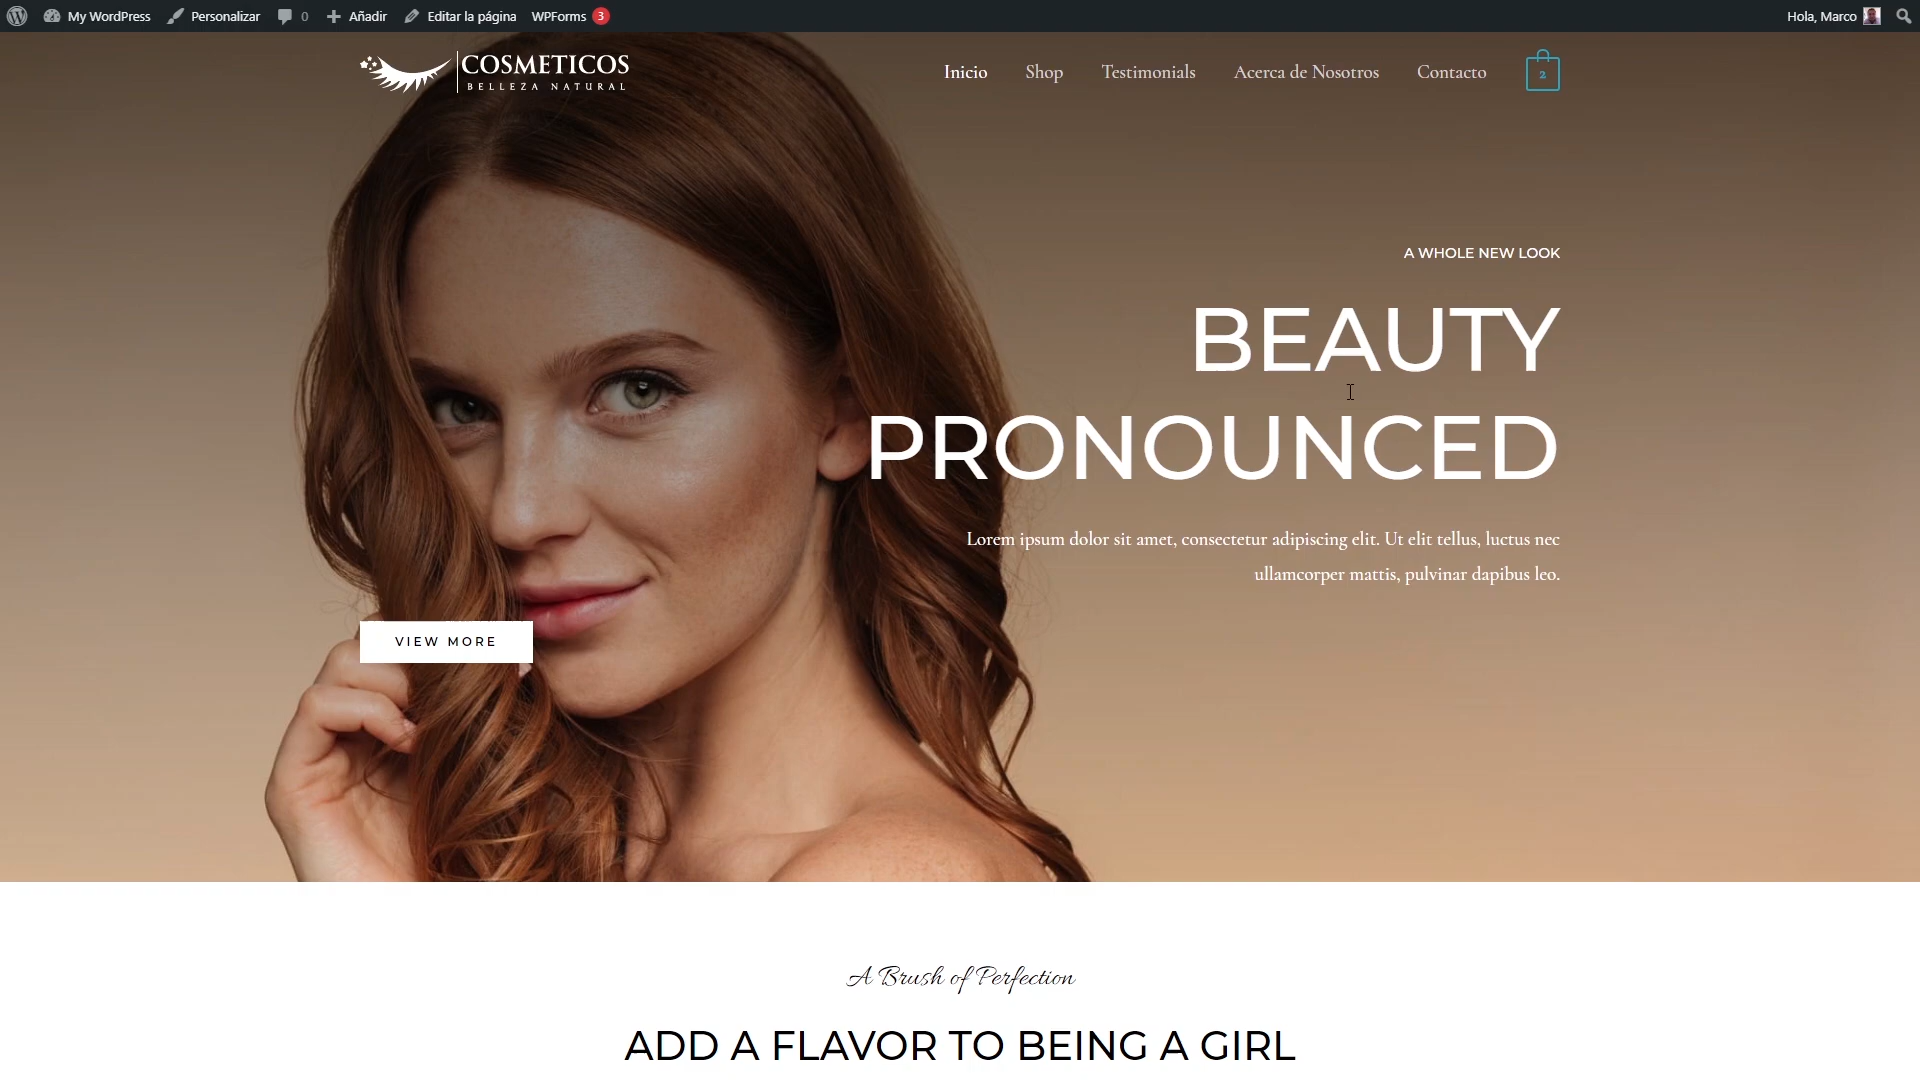 My WordPress Personalizar 0 Añadir Editar la página WPForms 3 Hola, Marco
COSMETICOS
BELLEZA NATURAL
Inicio Shop Testimonials Acerca de Nosotros Contacto 2
A WHOLE NEW LOOK
BEAUTY
PRONOUNCED
Lorem ipsum dolor sit amet, consectetur adipiscing elit. Ut elit tellus, luctus nec
ullamcorper mattis, pulvinar dapibus leo.
VIEW MORE
A Brush of Perfection
ADD A FLAVOR TO BEING A GIRL